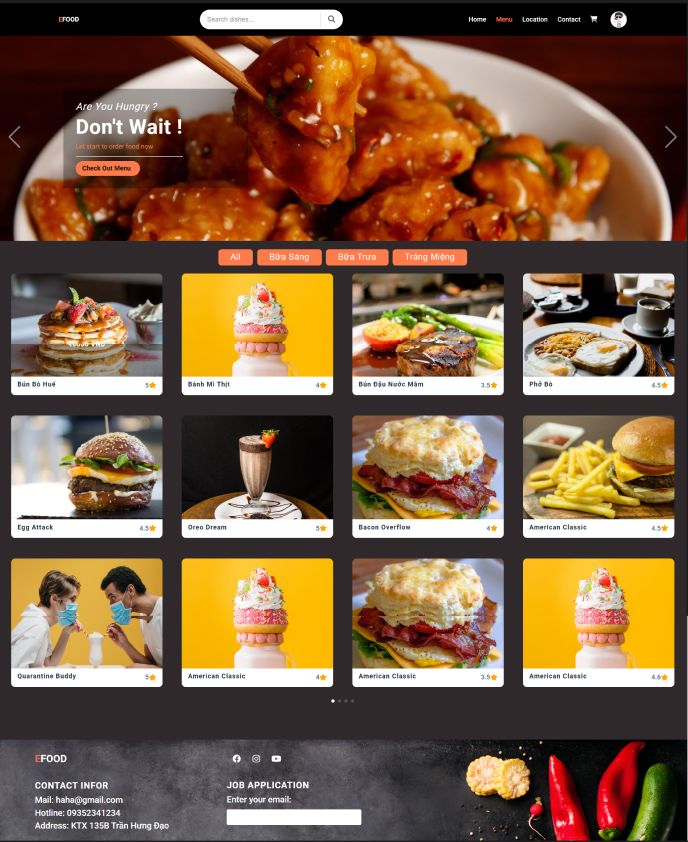 EFOOD
Search dishes...
Home Menu Location Contact
Are You Hungry ?
Don't Wait !
Let start to order food now
Check Out Menu
All Bữa Sáng Bữa Trưa Tráng Miệng
Bún Bò Huế 5
Bánh Mì Thịt 4
Bún Đậu Nước Mắm 3.5
Phở Bò 4.5
Egg Attack 4.5
Oreo Dream 5
Bacon Overflow 4
American Classic 4.5
Quarantine Buddy 5
American Classic 4
American Classic 3.5
American Classic 4.6
EFOOD
CONTACT INFOR
Mail: haha@gmail.com
Hotline: 09352341234
Address: KTX 135B Trần Hưng Đạo
JOB APPLICATION
Enter your email: